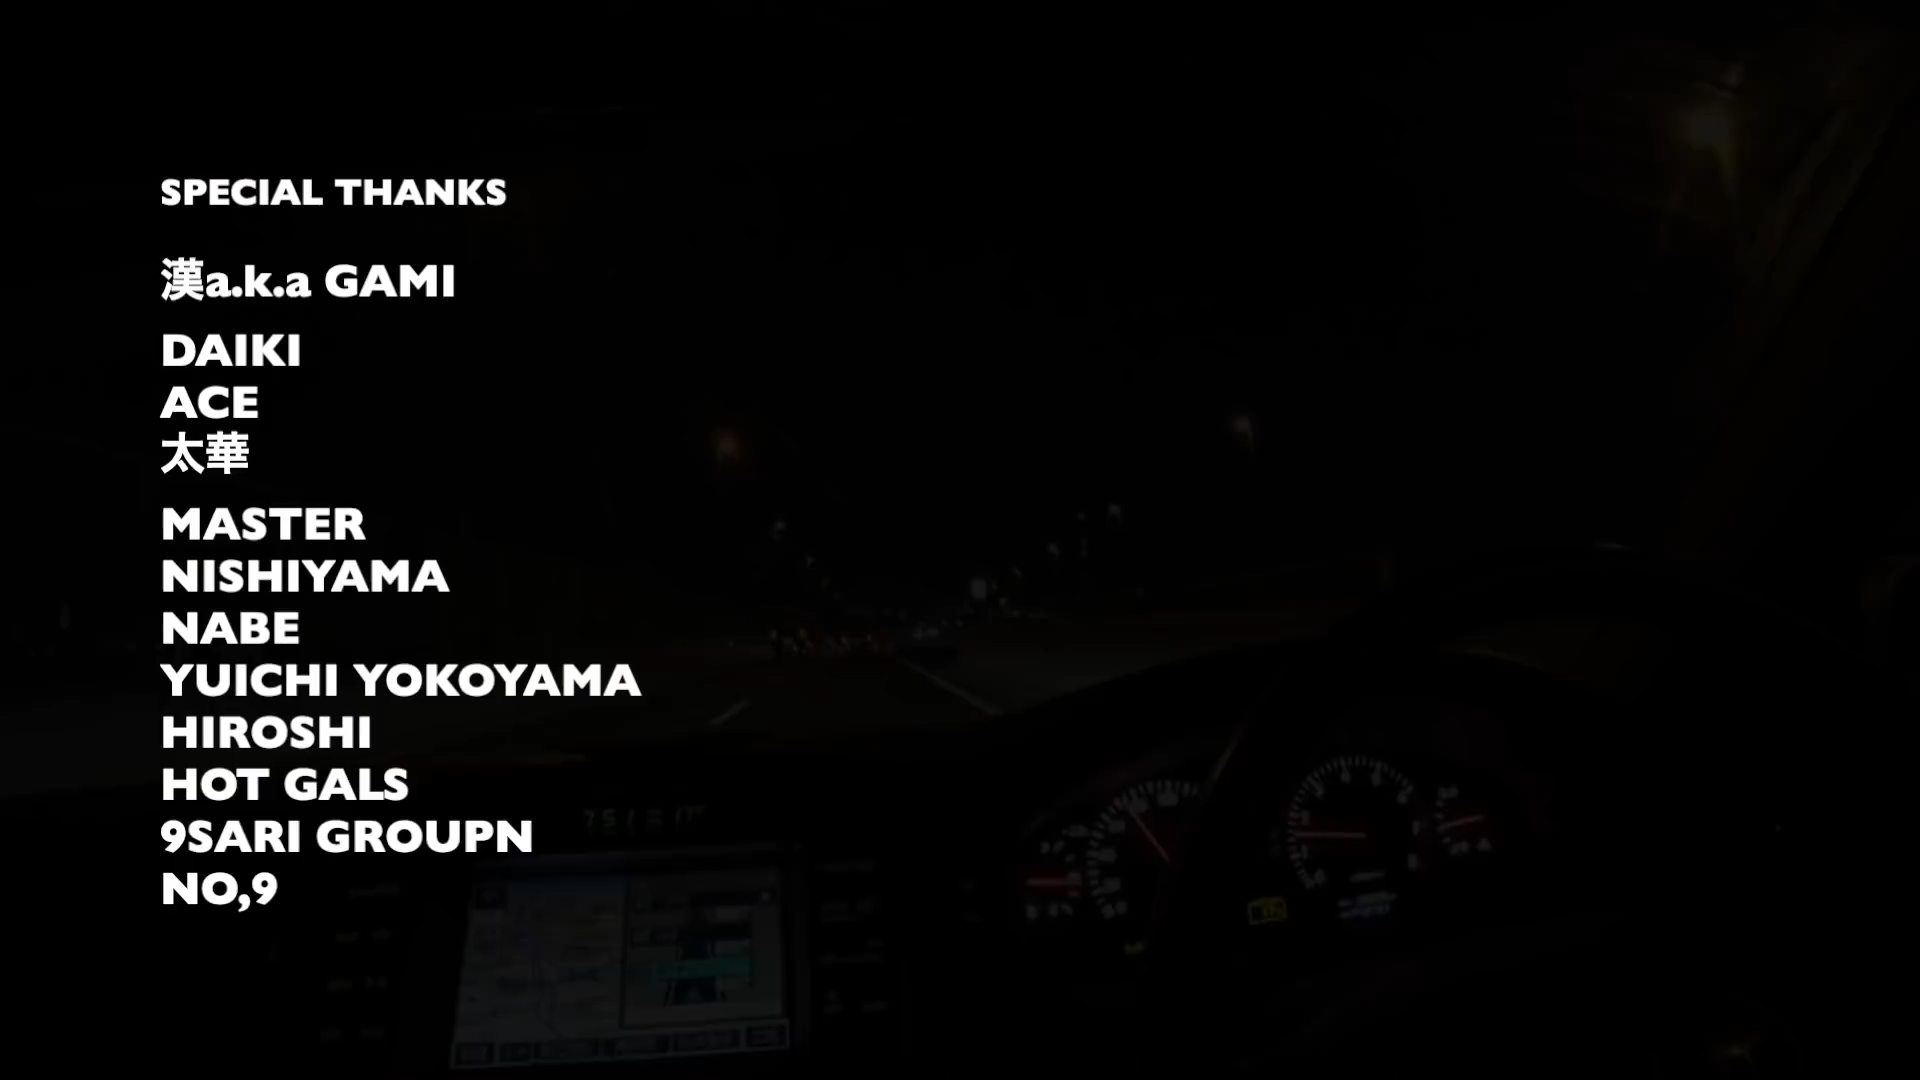 SPECIAL THANKS
漢a.k.a GAMI
DAIKI
ACE
太華
MASTER
NISHIYAMA
NABE
YUICHI YOKOYAMA
HIROSHI
HOT GALS
9SARI GROUPN
NO,9